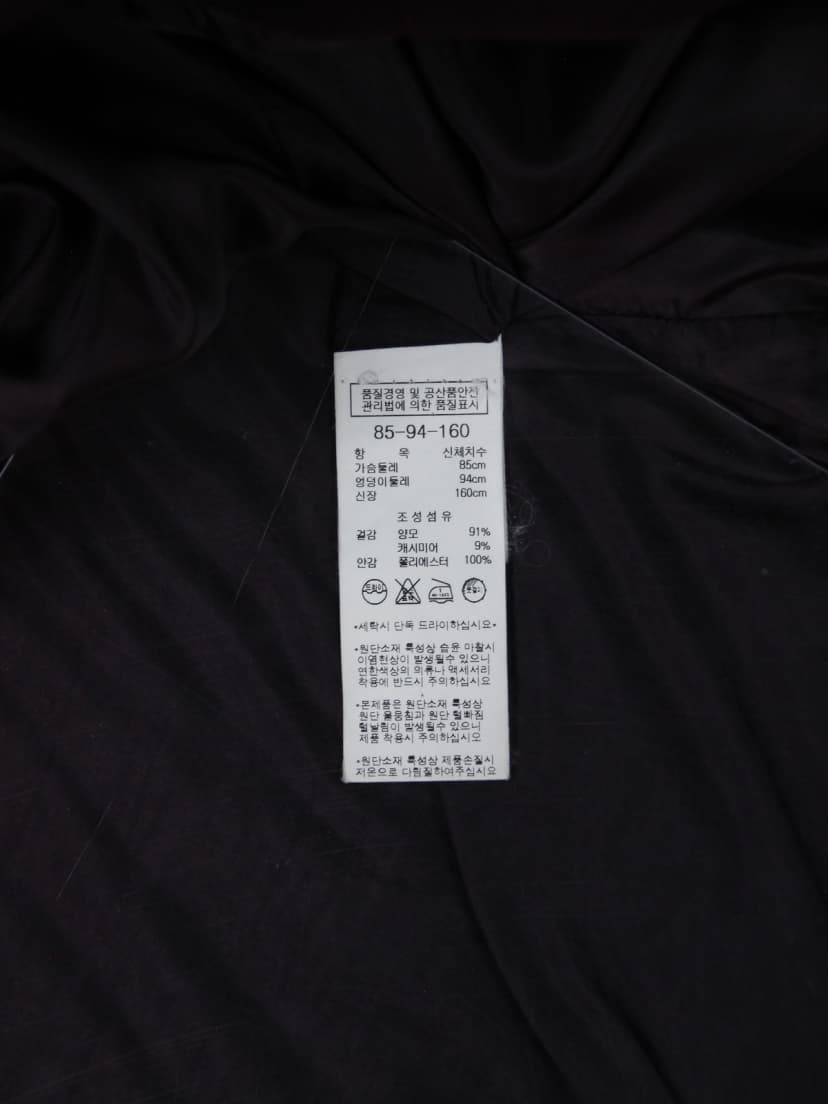 품질경영 및 공산품안전
관리법에 의한 품질표시
85-94-160
항 목 신체치수
가슴둘레 85cm
엉덩이둘레 94cm
신장 160cm
조성섬유
겉감 양모 91%
캐시미어 9%
안감 폴리에스터 100%
드라이
*세탁시 단독 드라이하십시요*
*원단소재 특성상 습윤 마찰시
이염현상이 발생될수 있으니
연한색상의 의류나 액세서리
착용에 반드시 주의하십시요
*본제품은 원단소재 특성상
원단 울뭉침과 원단 털빠짐
털날림이 발생될수 있으니
제품 착용시 주의하십시오
*원단소재 특성상 제품손질시
저온으로 다림질하여주십시요